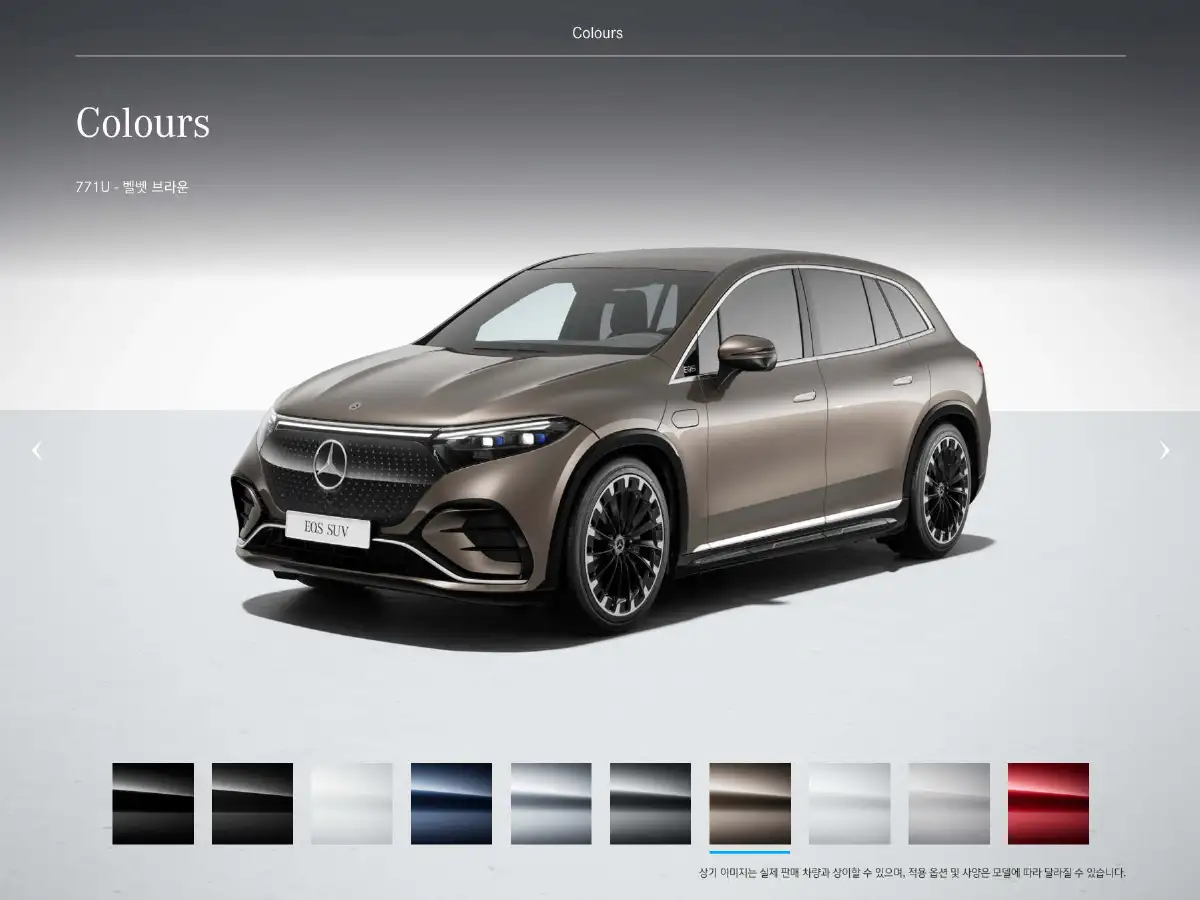 Colours
Colours
771U - 벨벳 브라운
EQS
EQS SUV
상기 이미지는 실제 판매 차량과 상이할 수 있으며, 적용 옵션 및 사양은 모델에 따라 달라질 수 있습니다.